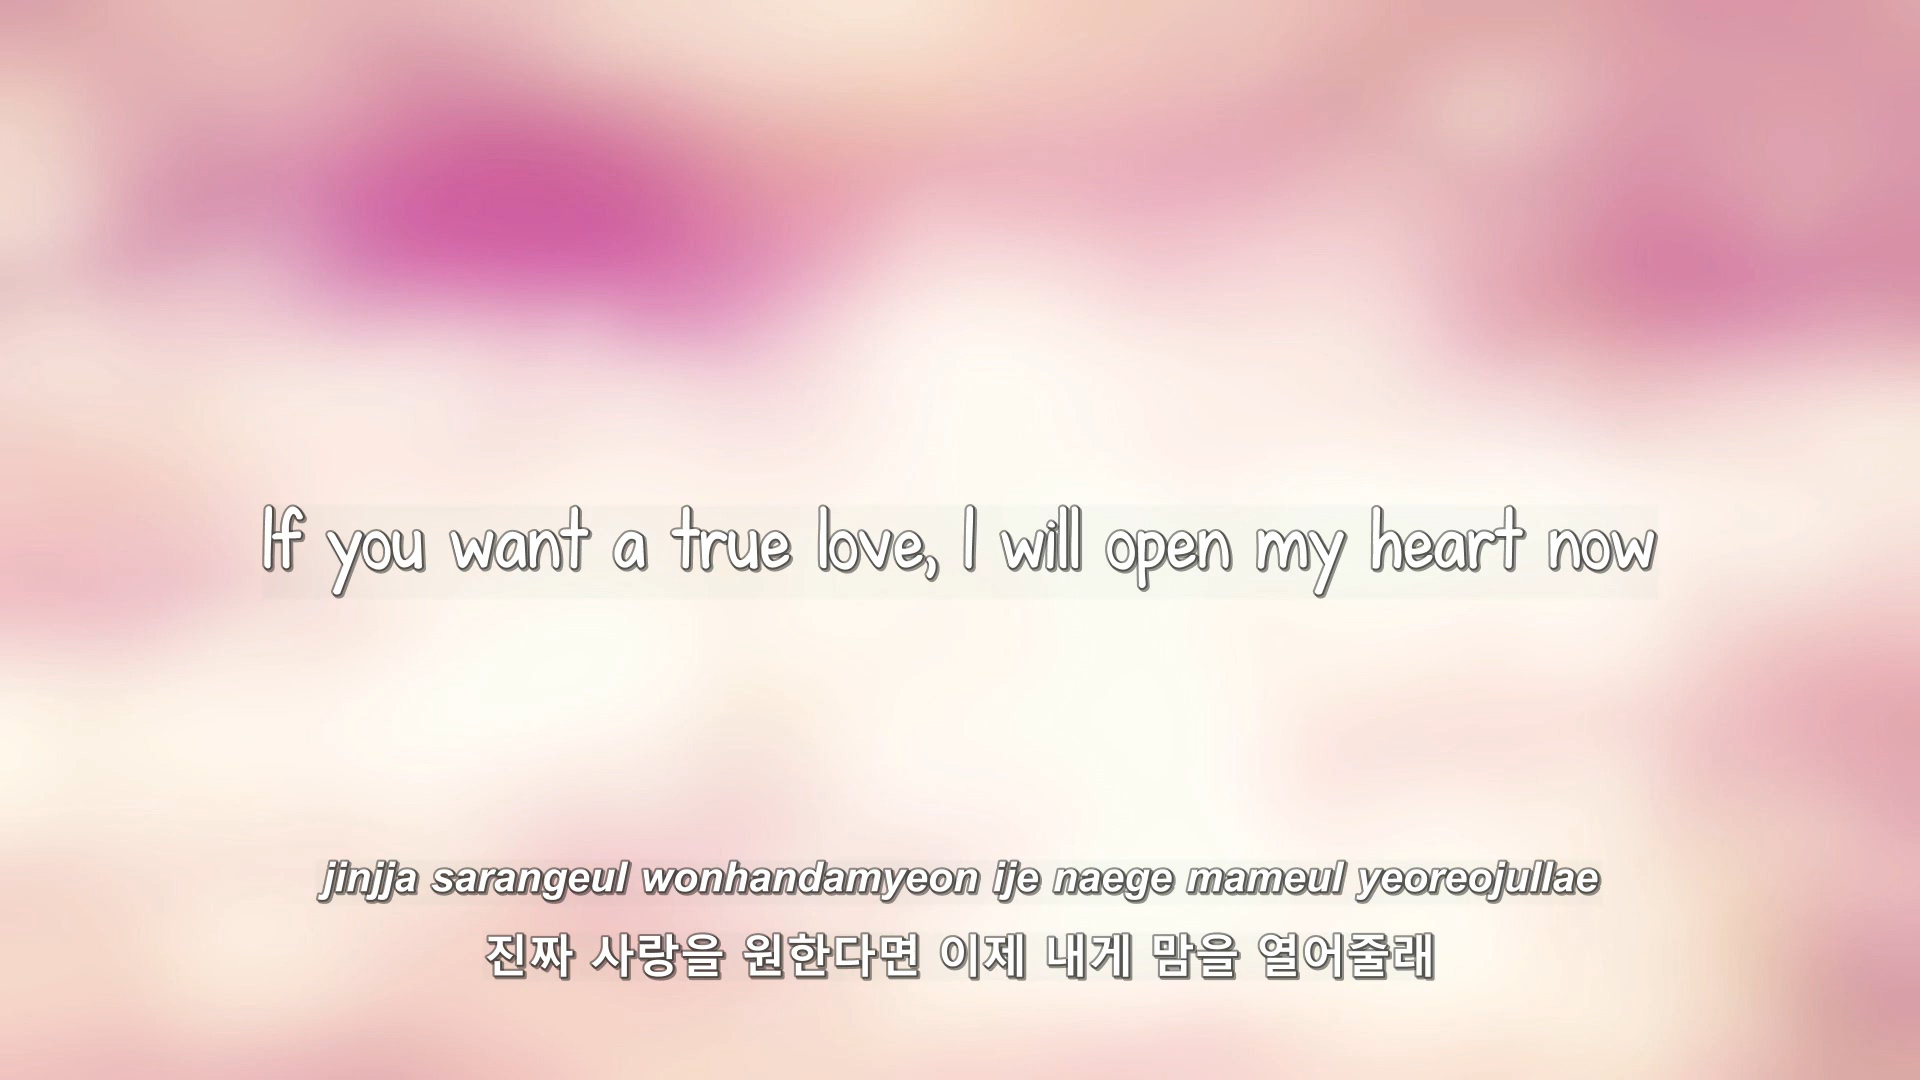 If you want a true love, I will open my heart now
jinjja sarangeul wonhandamyeon ije naege mameul yeoreojullae
진짜 사랑을 원한다면 이제 내게 맘을 열어줄래